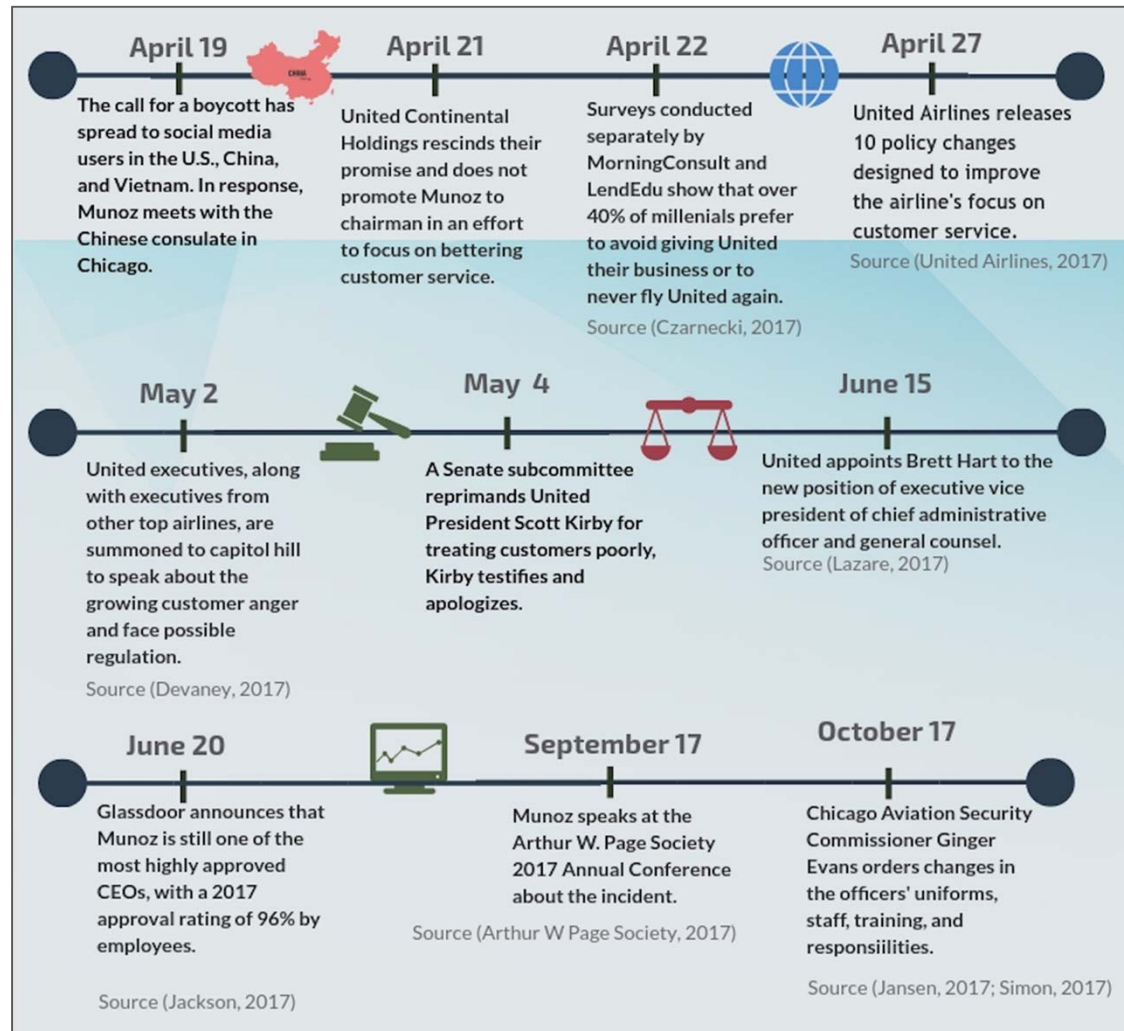 April 19
The call for a boycott has
spread to social media
users in the U.S., China,
and Vietnam. In response,
Munoz meets with the
Chinese consulate in
Chicago.
CHINA
April 21
United Continental
Holdings rescinds their
promise and does not
promote Munoz to
chairman in an effort
to focus on bettering
customer service.
April 22
Surveys conducted
separately by
MorningConsult and
LendEdu show that over
40% of millenials prefer
to avoid giving United
their business or to
never fly United again.
Source (Czarnecki, 2017)
April 27
United Airlines releases
10 policy changes
designed to improve
the airline's focus on
customer service.
Source (United Airlines, 2017)
May 2
United executives, along
with executives from
other top airlines, are
summoned to capitol hill
to speak about the
growing customer anger
and face possible
regulation.
Source (Devaney, 2017)
May 4
A Senate subcommittee
reprimands United
President Scott Kirby for
treating customers poorly,
Kirby testifies and
apologizes.
June 15
United appoints Brett Hart to the
new position of executive vice
president of chief administrative
officer and general counsel.
Source (Lazare, 2017)
June 20
Glassdoor announces that
Munoz is still one of the
most highly approved
CEOs, with a 2017
approval rating of 96% by
employees.
Source (Jackson, 2017)
September 17
Munoz speaks at the
Arthur W. Page Society
2017 Annual Conference
about the incident.
Source (Arthur W Page Society, 2017)
October 17
Chicago Aviation Security
Commissioner Ginger
Evans orders changes in
the officers' uniforms,
staff, training, and
responsiilities.
Source (Jansen, 2017; Simon, 2017)